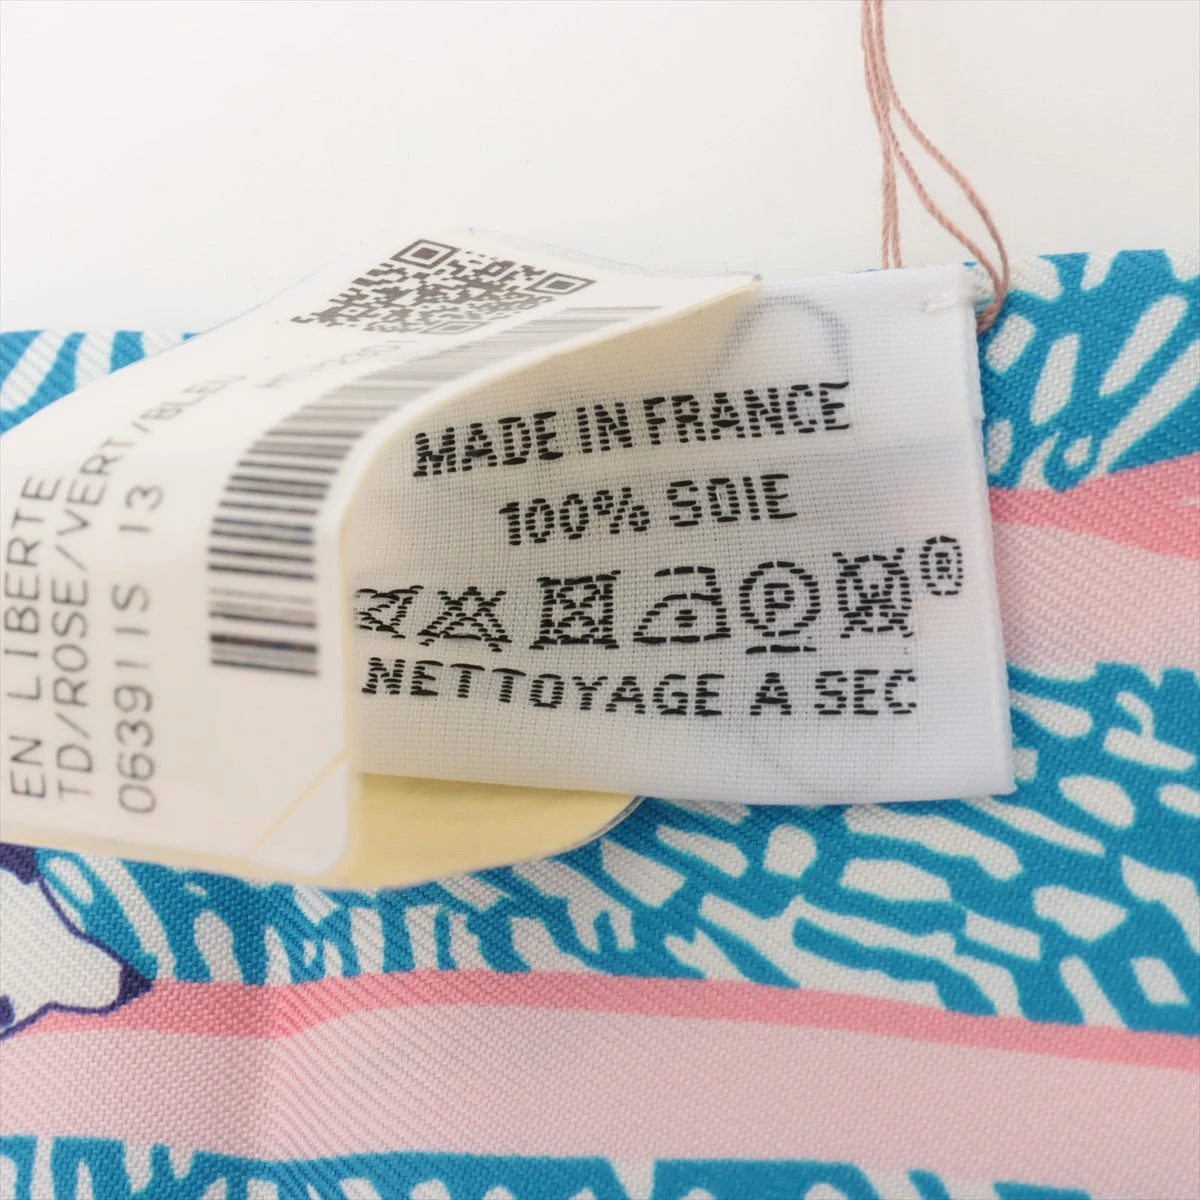 EN LIBERTE
TD/ROSE/VERT/BLEU
063911S 13
MADE IN FRANCE
100% SOIE
®
NETTOYAGE A SEC